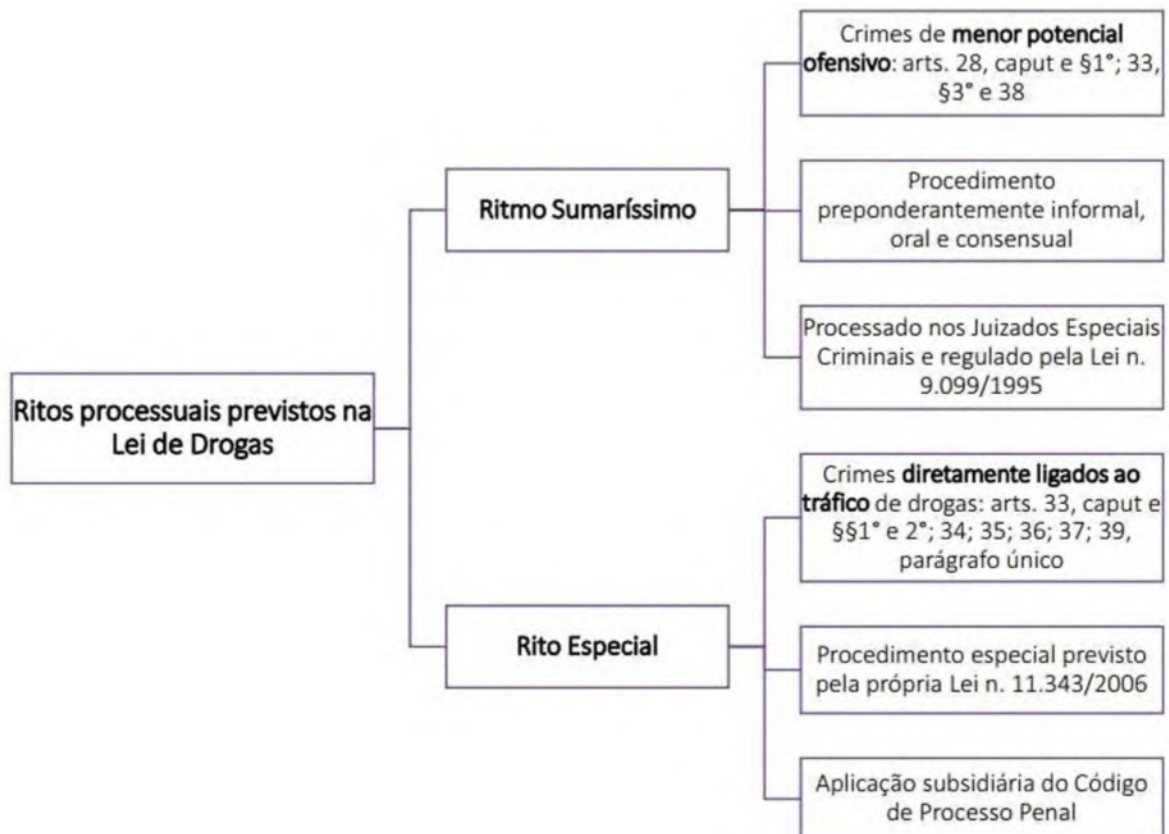 Ritos processuais previstos na
Lei de Drogas
Ritmo Sumaríssimo
Crimes de menor potencial
ofensivo: arts. 28, caput e §1°; 33,
§3° e 38
Procedimento
preponderantemente informal,
oral e consensual
Processado nos Juizados Especiais
Criminais e regulado pela Lei n.
9.099/1995
Rito Especial
Crimes diretamente ligados ao
tráfico de drogas: arts. 33, caput e
§§1° e 2°; 34; 35; 36; 37; 39,
parágrafo único
Procedimento especial previsto
pela própria Lei n. 11.343/2006
Aplicação subsidiária do Código
de Processo Penal